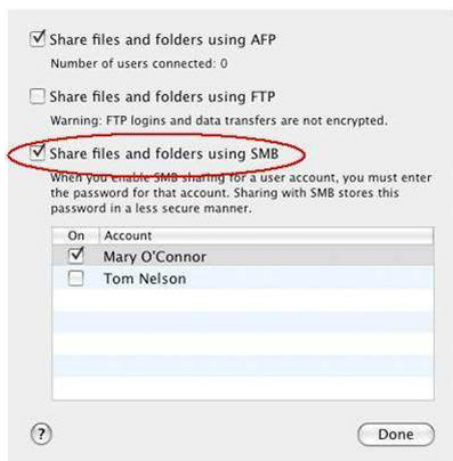 Share files and folders using AFP
Number of users connected: 0
Share files and folders using FTP
Warning: FTP logins and data transfers are not encrypted.
Share files and folders using SMB
When you enable SMB sharing for a user account, you must enter
the password for that account. Sharing with SMB stores this
password in a less secure manner.
On Account
Mary O'Connor
Tom Nelson
? Done